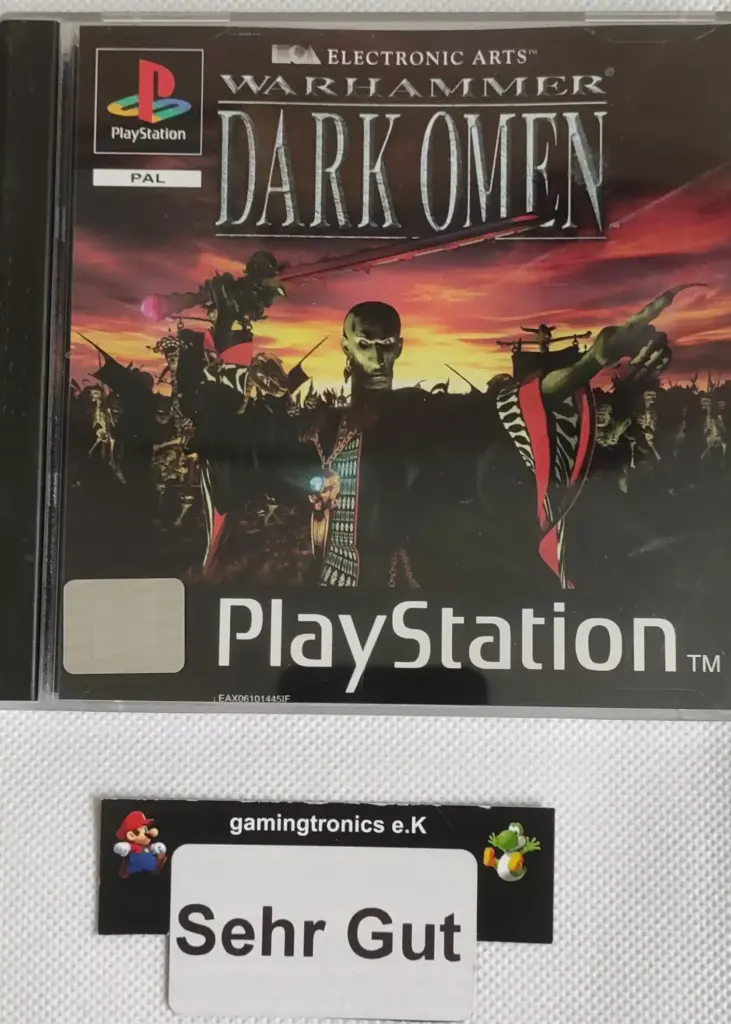 ELECTRONIC ARTS™
WARHAMMER®
DARK OMEN
PlayStation
PAL
PlayStation™
EAX06101445IF
gamingtronics e.K
Sehr Gut